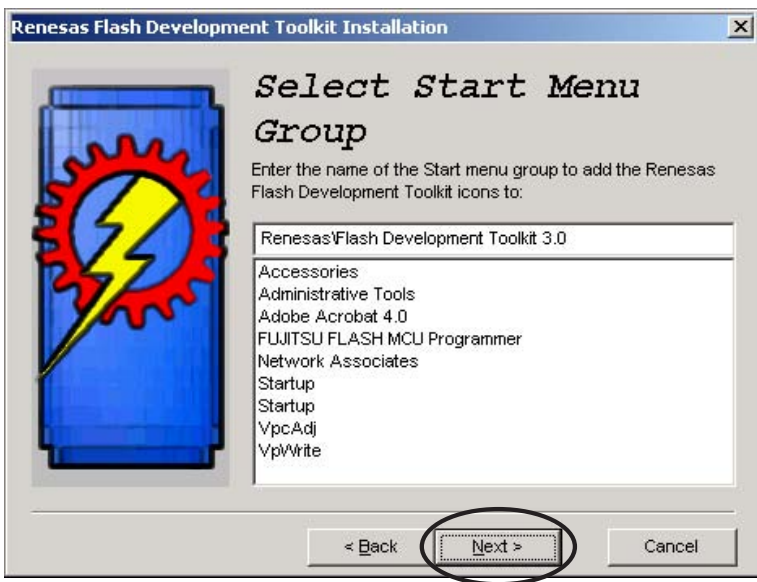 Renesas Flash Development Toolkit Installation
Select Start Menu
Group
Enter the name of the Start menu group to add the Renesas
Flash Development Toolkit icons to:
Renesas\Flash Development Toolkit 3.0
Accessories
Administrative Tools
Adobe Acrobat 4.0
FUJITSU FLASH MCU Programmer
Network Associates
Startup
Startup
VpcAdj
VpWrite
< Back
Next >
Cancel